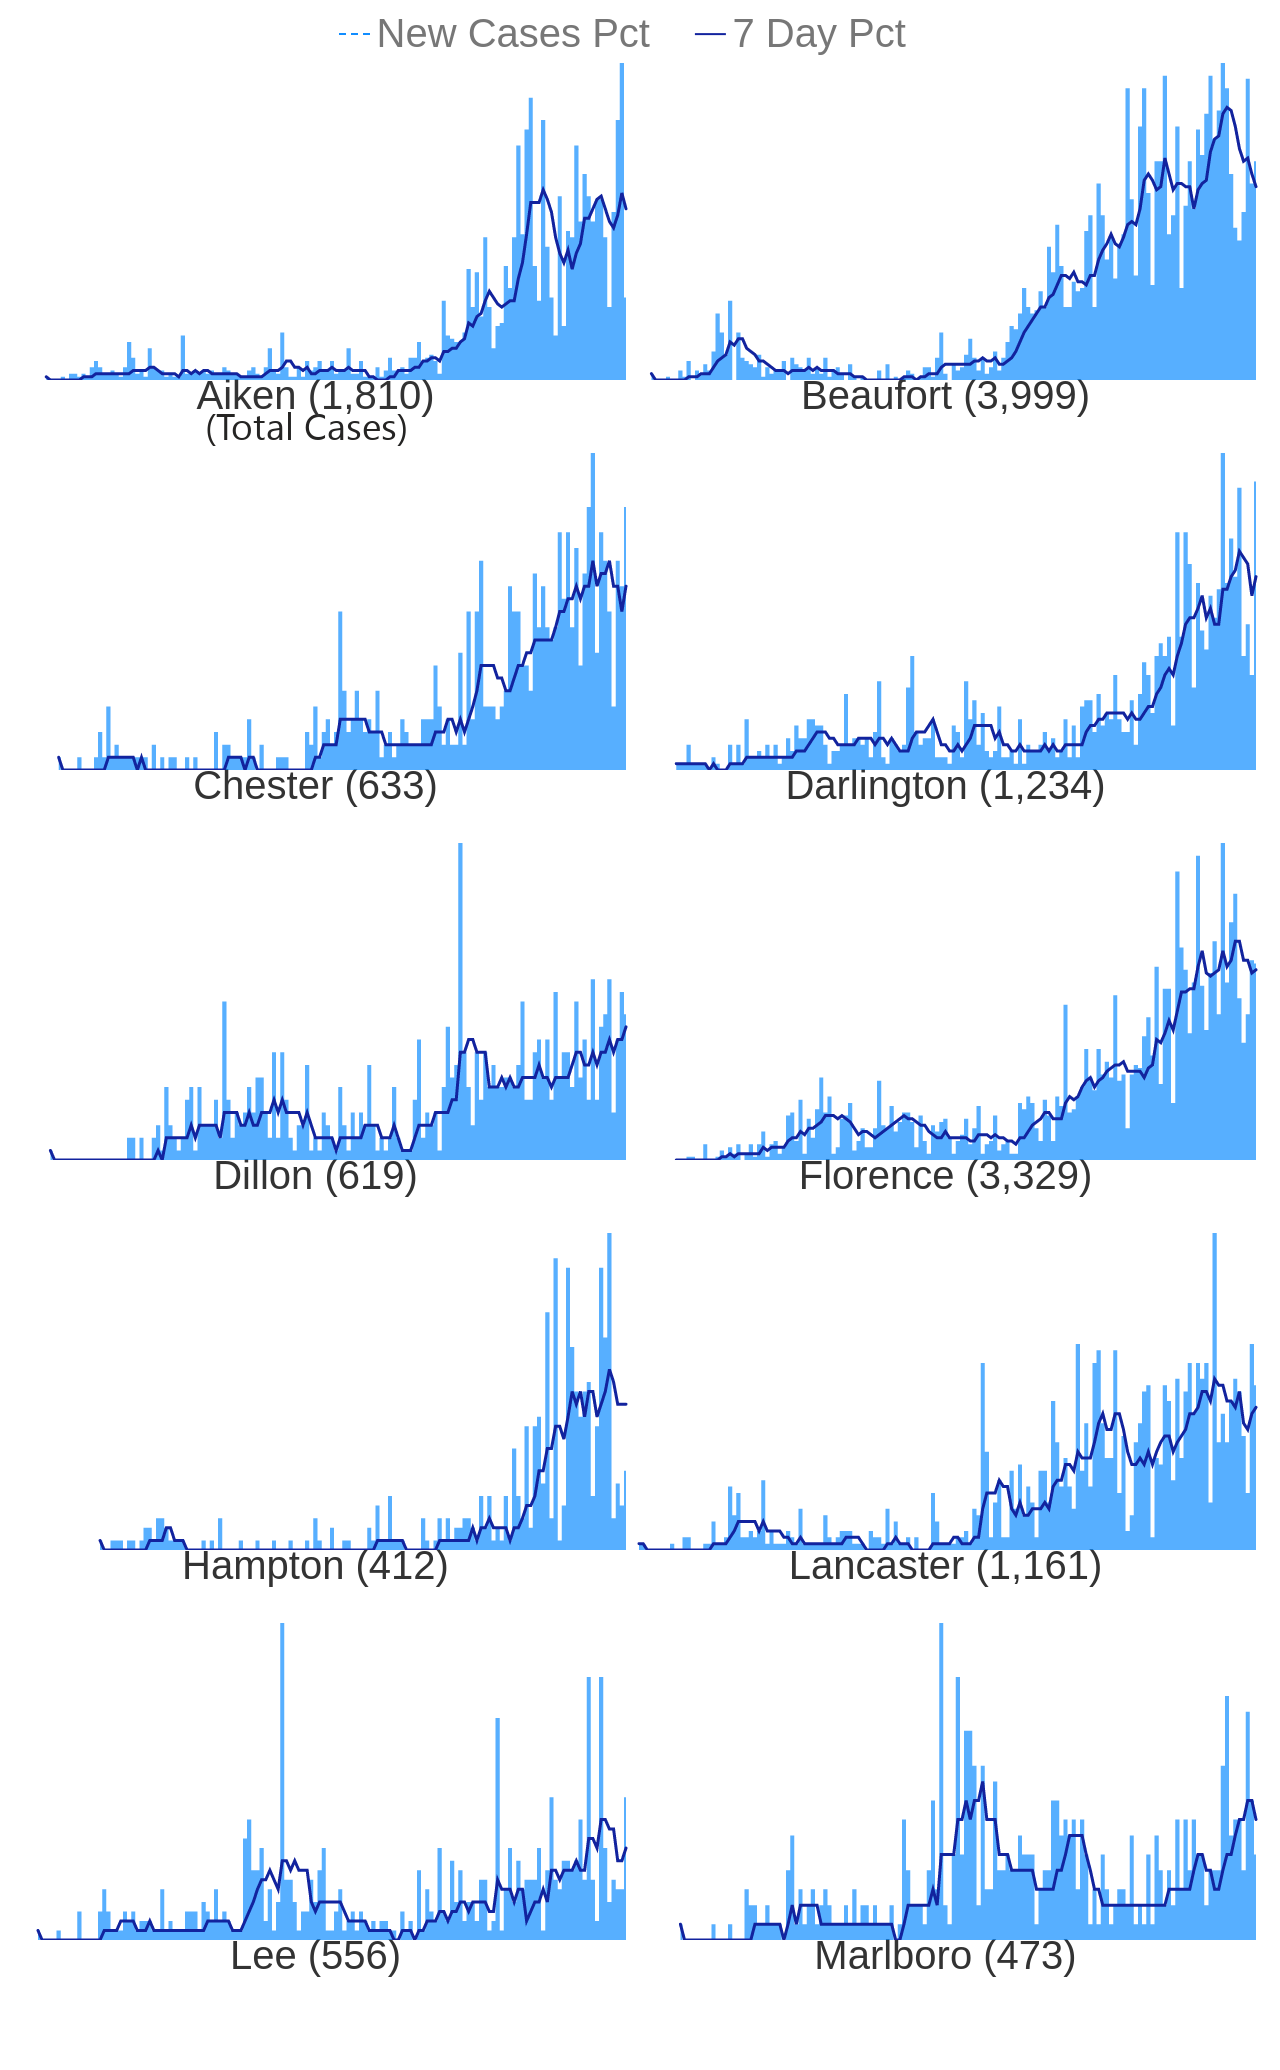 New Cases Pct 7 Day Pct
Aiken (1,810) Beaufort (3,999)
(Total Cases)
Chester (633) Darlington (1,234)
Dillon (619) Florence (3,329)
Hampton (412) Lancaster (1,161)
Lee (556) Marlboro (473)